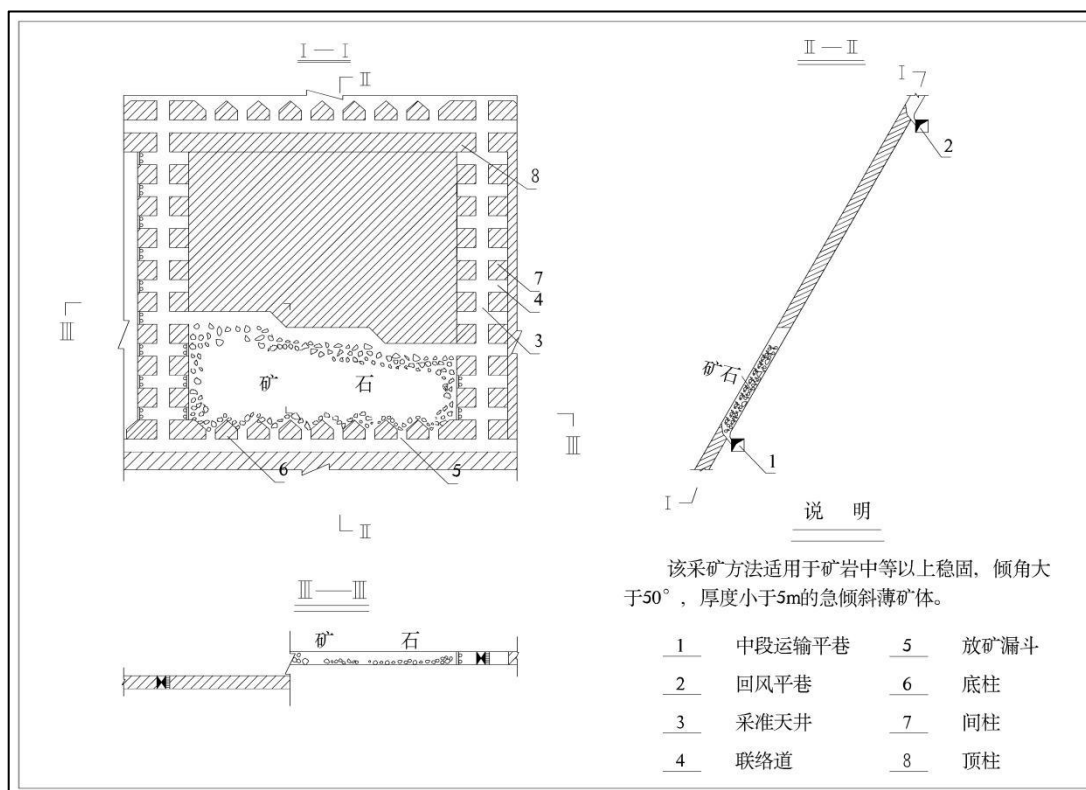 I — I
II — II
II
I
2
8
7
4
3
III
矿 石
矿石
III
1
6
5
I
II
说 明
III — III
该采矿方法适用于矿岩中等以上稳固，倾角大
于50°，厚度小于5m的急倾斜薄矿体。
矿 石
1 中段运输平巷 5 放矿漏斗
2 回风平巷 6 底柱
3 采准天井 7 间柱
4 联络道 8 顶柱